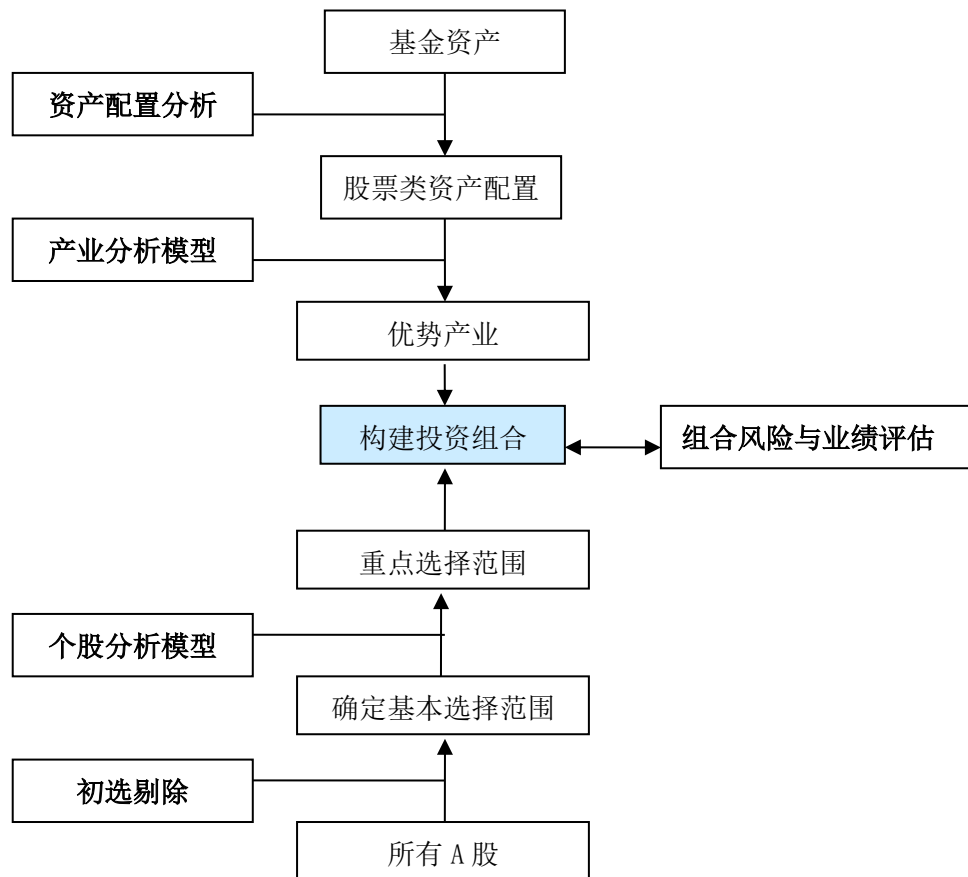 基金资产
资产配置分析
股票类资产配置
产业分析模型
优势产业
构建投资组合
组合风险与业绩评估
重点选择范围
个股分析模型
确定基本选择范围
初选剔除
所有 A 股